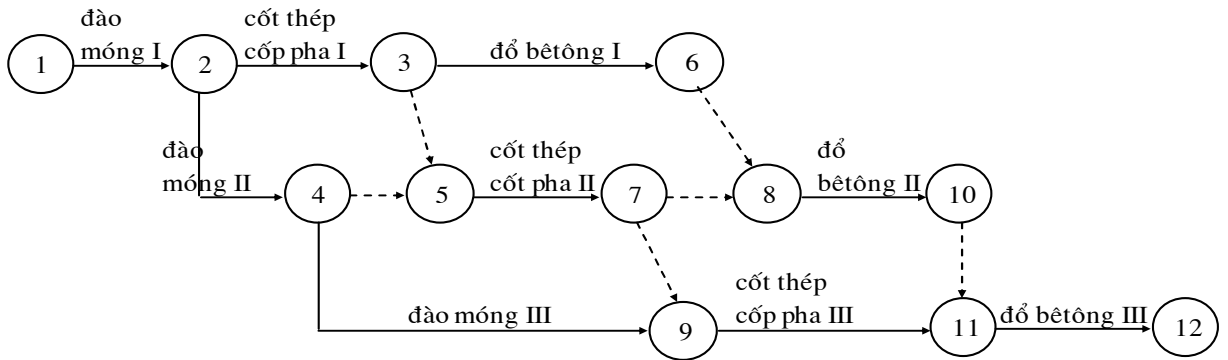 đào
móng I
cốt thép
cốp pha I
đổ bêtông I
1
2
3
6
đào
móng II
cốt thép
cốt pha II
đổ
bêtông II
4
5
7
8
10
đào móng III
cốt thép
cốp pha III
đổ bêtông III
9
11
12